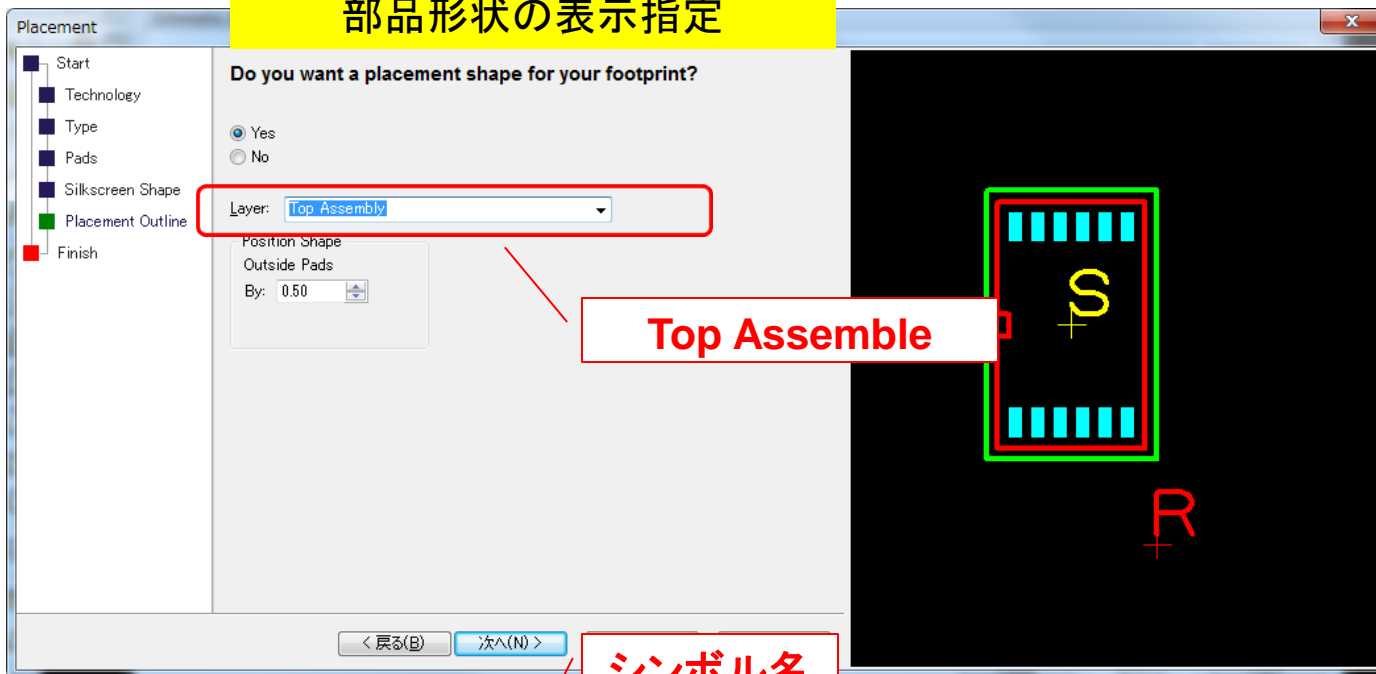 部品形状の表示指定
Placement
Start
Technology
Type
Pads
Silkscreen Shape
Placement Outline
Finish
Do you want a placement shape for your footprint?
Yes
No
Layer: Top Assembly
Position Shape
Outside Pads
By: 0.50
Top Assemble
S
R
< 戻る(B)
次へ(N) >
シンボル名